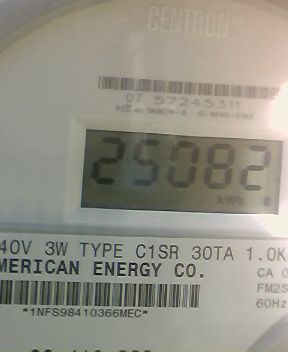 CENTRON®
07 57245311
25082
kWh
40V 3W TYPE C1SR 30TA 1.0K
MERICAN ENERGY CO.
CA 0
FM2S
60Hz
*1NFS98410366MEC*